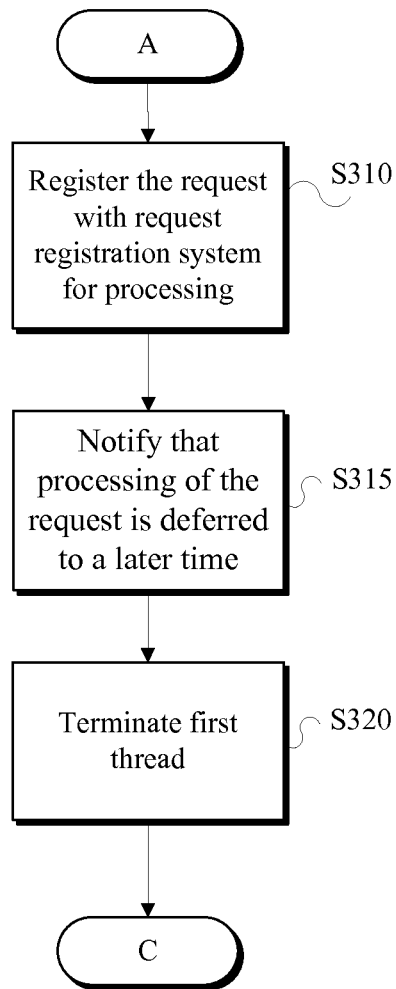 A
Register the request
with request
registration system
for processing
S310
Notify that
processing of the
request is deferred
to a later time
S315
Terminate first
thread
S320
C